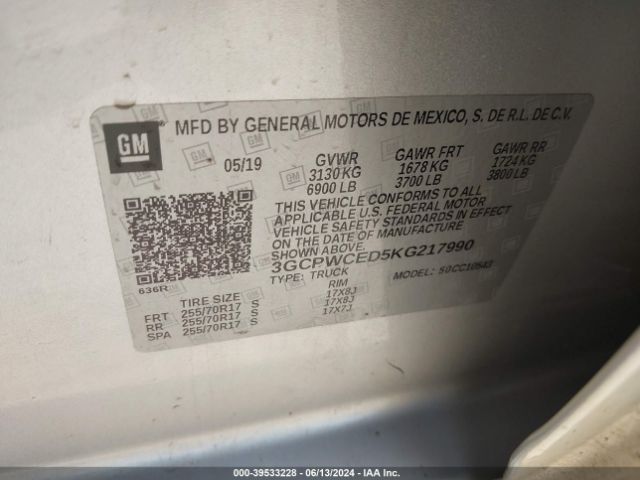 GM
MFD BY GENERAL MOTORS DE MEXICO, S. DE R.L. DE C.V.
05/19
GVWR GAWR FRT GAWR RR
3130 KG 1678 KG 1724 KG
6900 LB 3700 LB 3800 LB
THIS VEHICLE CONFORMS TO ALL
APPLICABLE U.S. FEDERAL MOTOR
VEHICLE SAFETY STANDARDS IN EFFECT
ON THE DATE OF MANUFACTURE
SHOWN ABOVE.
3GCPWCED5KG217990
TYPE: TRUCK MODEL:
636R
TIRE SIZE RIM
FRT 255/70R17 S 17X8J
RR 255/70R17 S 17X8J
SPA 255/70R17 S 17X7J
000-39533228 - 06/13/2024 - IAA Inc.